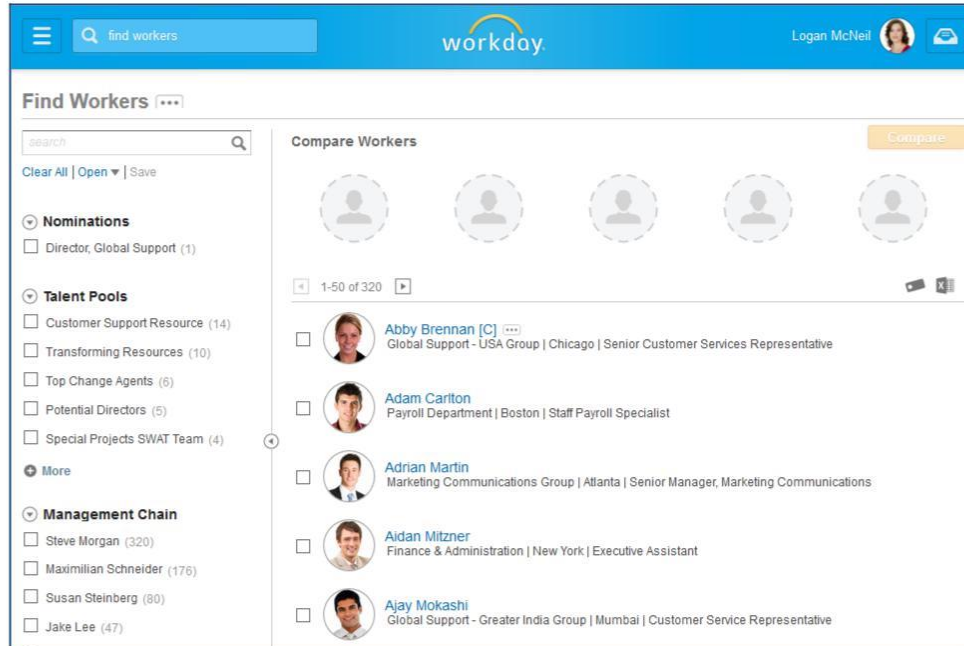 find workers
workday.
Logan McNeil
Find Workers
search
Compare Workers
Compare
Clear All | Open ▾ | Save
Nominations
Director, Global Support (1)
1-50 of 320
Talent Pools
Customer Support Resource (14)
Transforming Resources (10)
Top Change Agents (6)
Potential Directors (5)
Special Projects SWAT Team (4)
More
Management Chain
Steve Morgan (320)
Maximilian Schneider (176)
Susan Steinberg (80)
Jake Lee (47)
Abby Brennan [C]
Global Support - USA Group | Chicago | Senior Customer Services Representative
Adam Carlton
Payroll Department | Boston | Staff Payroll Specialist
Adrian Martin
Marketing Communications Group | Atlanta | Senior Manager, Marketing Communications
Aidan Mitzner
Finance & Administration | New York | Executive Assistant
Ajay Mokashi
Global Support - Greater India Group | Mumbai | Customer Service Representative